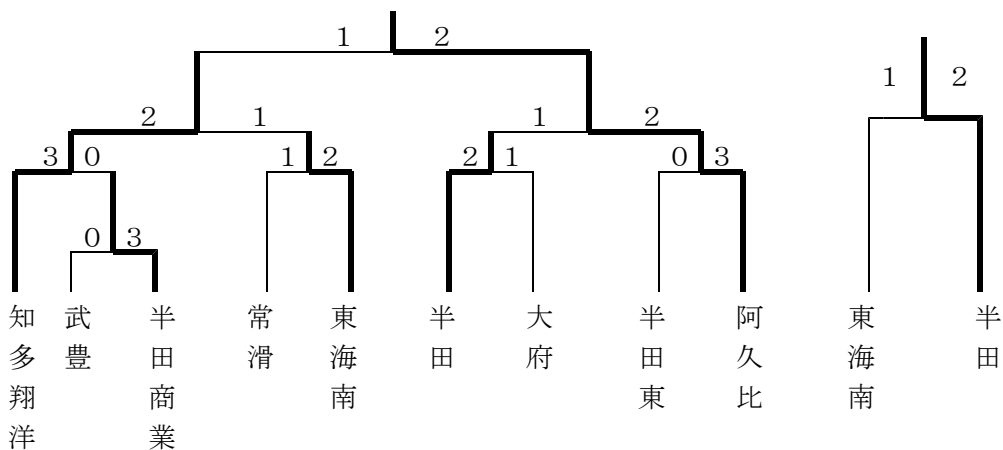 1 2
1 2
2 1 1 2
3 0 1 2 2 1 0 3
0 3
知多翔洋
武豊
半田商業
常滑
東海南
半田
大府
半田東
阿久比
東海南
半田